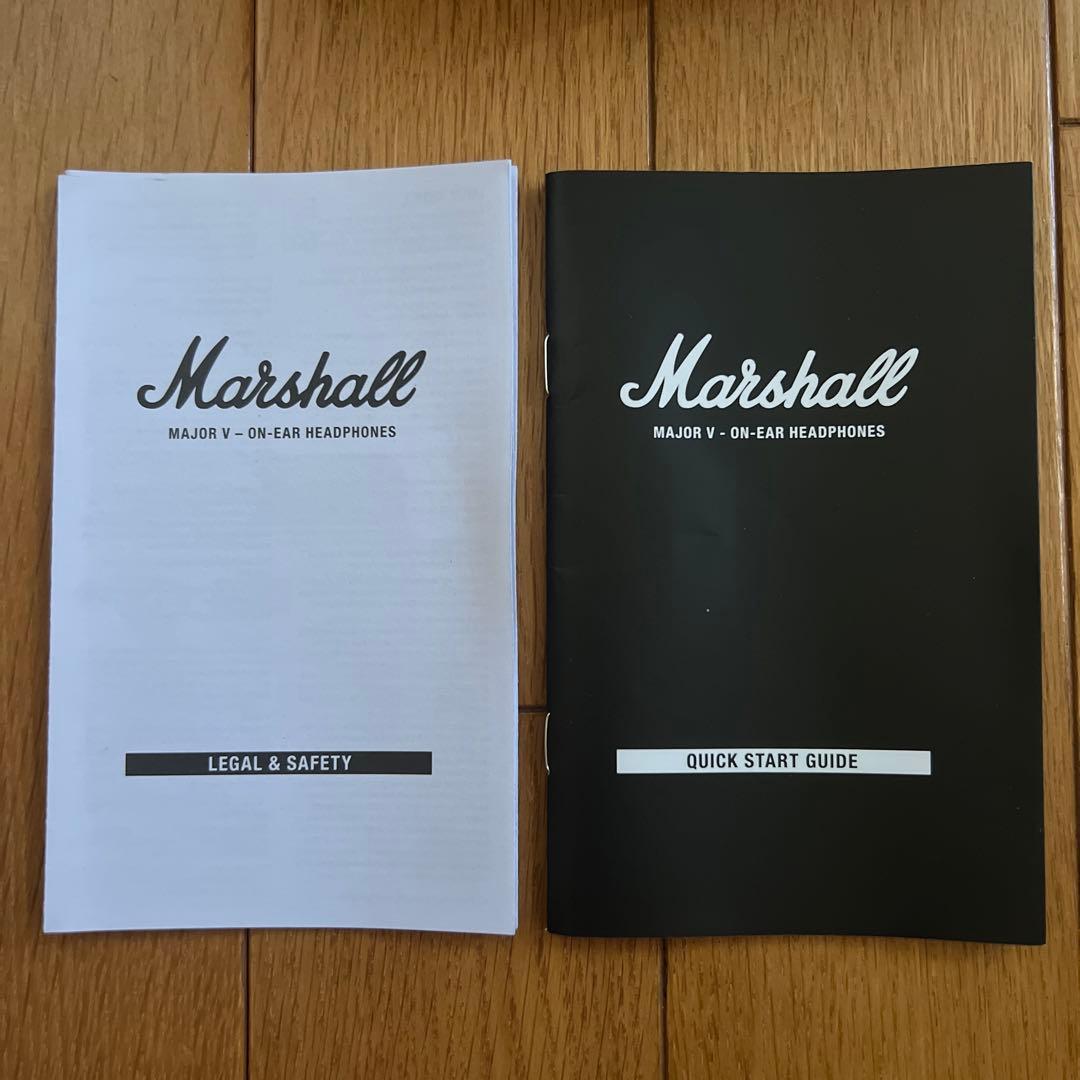 Marshall
MAJOR V – ON-EAR HEADPHONES
LEGAL & SAFETY
Marshall
MAJOR V - ON-EAR HEADPHONES
QUICK START GUIDE